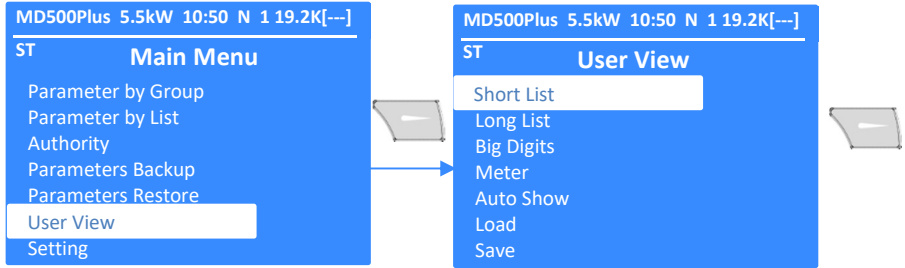 MD500Plus 5.5kW 10:50 N 1 19.2K[---]
ST
Main Menu
Parameter by Group
Parameter by List
Authority
Parameters Backup
Parameters Restore
User View
Setting
MD500Plus 5.5kW 10:50 N 1 19.2K[---]
ST
User View
Short List
Long List
Big Digits
Meter
Auto Show
Load
Save